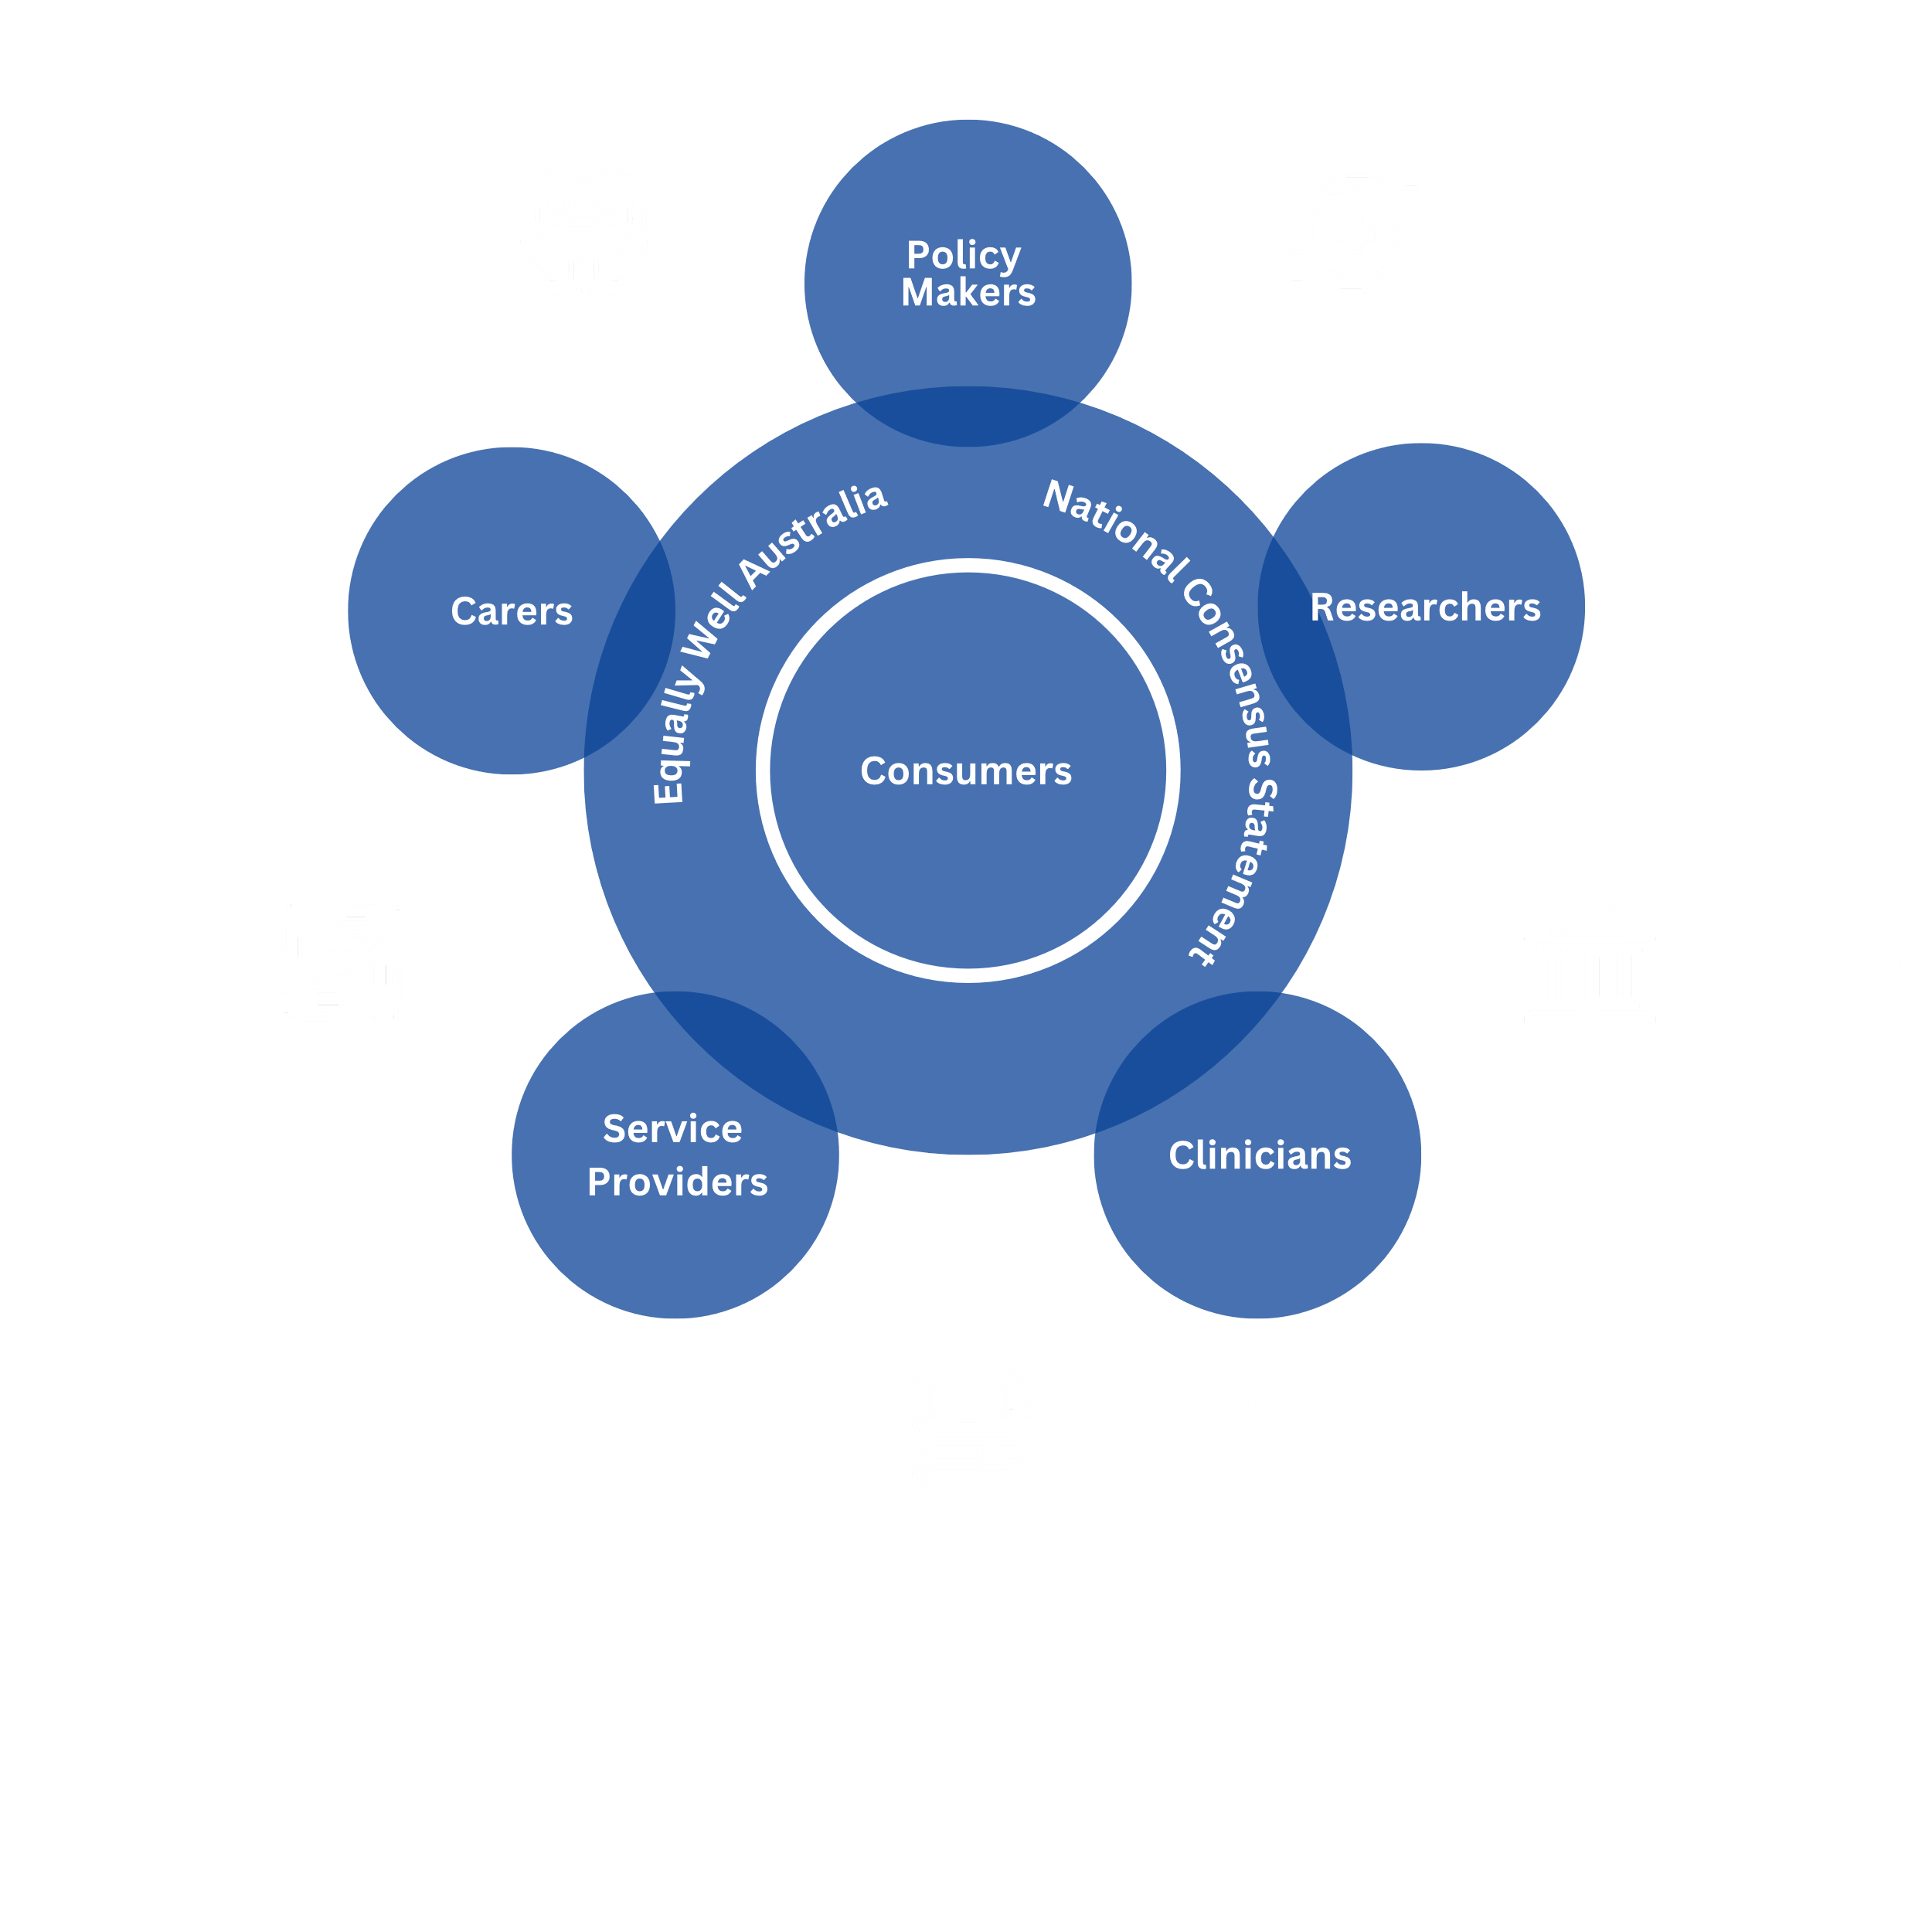 Policy
Makers
Equally Well Australia
National Consensus Statement
Carers
Researchers
Consumers
Service
Providers
Clinicians